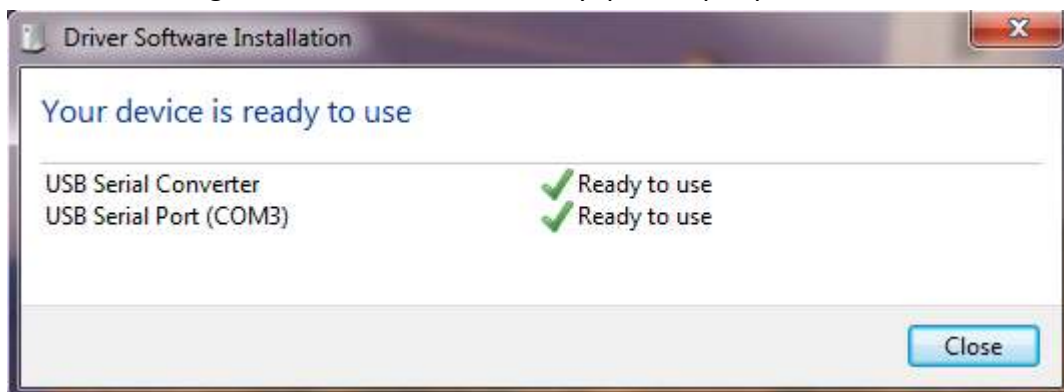 Driver Software Installation
Your device is ready to use
USB Serial Converter Ready to use
USB Serial Port (COM3) Ready to use
Close